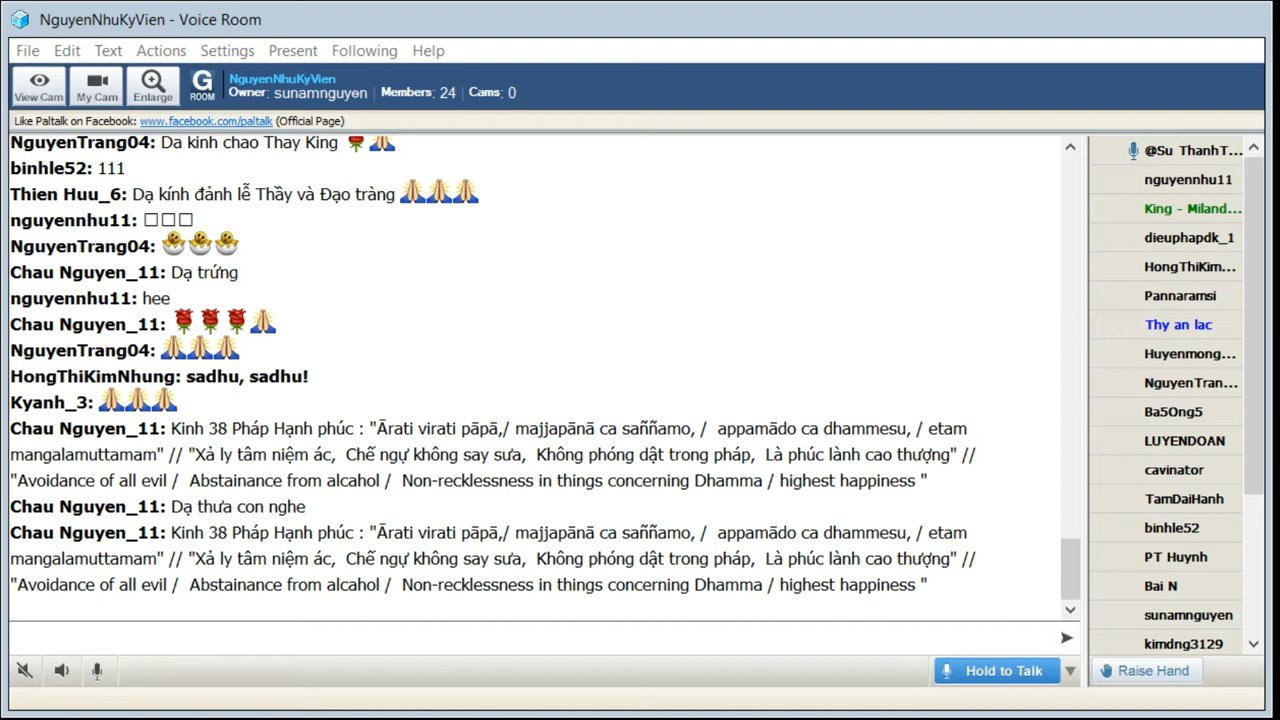 NguyenNhuKyVien - Voice Room
File Edit Text Actions Settings Present Following Help
View Cam My Cam Enlarge G ROOM NguyenNhuKyVien
Owner: sunamnguyen Members: 24 Cams: 0
Like Paltalk on Facebook: www.facebook.com/paltalk (Official Page)
NguyenTrang04: Da kinh chao Thay King
binhle52: 111
Thien Huu_6: Dạ kính đảnh lễ Thầy và Đạo tràng
nguyennhu11: □□□
NguyenTrang04:
Chau Nguyen_11: Dạ trứng
nguyennhu11: hee
Chau Nguyen_11:
NguyenTrang04:
HongThiKimNhung: sadhu, sadhu!
Kyanh_3:
Chau Nguyen_11: Kinh 38 Pháp Hạnh phúc : "Ārati virati pāpā,/ majjapānā ca saññamo, / appamādo ca dhammesu, / etam
mangalamuttamam" // "Xả ly tâm niệm ác, Chế ngự không say sưa, Không phóng dật trong pháp, Là phúc lành cao thượng" //
"Avoidance of all evil / Abstainance from alcahol / Non-recklessness in things concerning Dhamma / highest happiness "
Chau Nguyen_11: Dạ thưa con nghe
Chau Nguyen_11: Kinh 38 Pháp Hạnh phúc : "Ārati virati pāpā,/ majjapānā ca saññamo, / appamādo ca dhammesu, / etam
mangalamuttamam" // "Xả ly tâm niệm ác, Chế ngự không say sưa, Không phóng dật trong pháp, Là phúc lành cao thượng" //
"Avoidance of all evil / Abstainance from alcahol / Non-recklessness in things concerning Dhamma / highest happiness "
@Su ThanhT...
nguyennhu11
King - Miland...
dieuphapdk_1
HongThiKim...
Pannaramsi
Thy an lac
Huyenmong...
NguyenTran...
Ba5Ong5
LUYENDOAN
cavinator
TamDaiHanh
binhle52
PT Huynh
Bai N
sunamnguyen
kimdng3129
Hold to Talk
Raise Hand